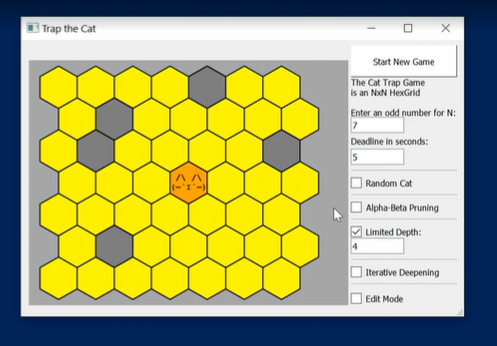 Trap the Cat
Start New Game
The Cat Trap Game
is an NxN HexGrid
Enter an odd number for N:
7
Deadline in seconds:
5
Random Cat
Alpha-Beta Pruning
Limited Depth:
4
Iterative Deepening
Edit Mode
/\ /\
(=`I´=)